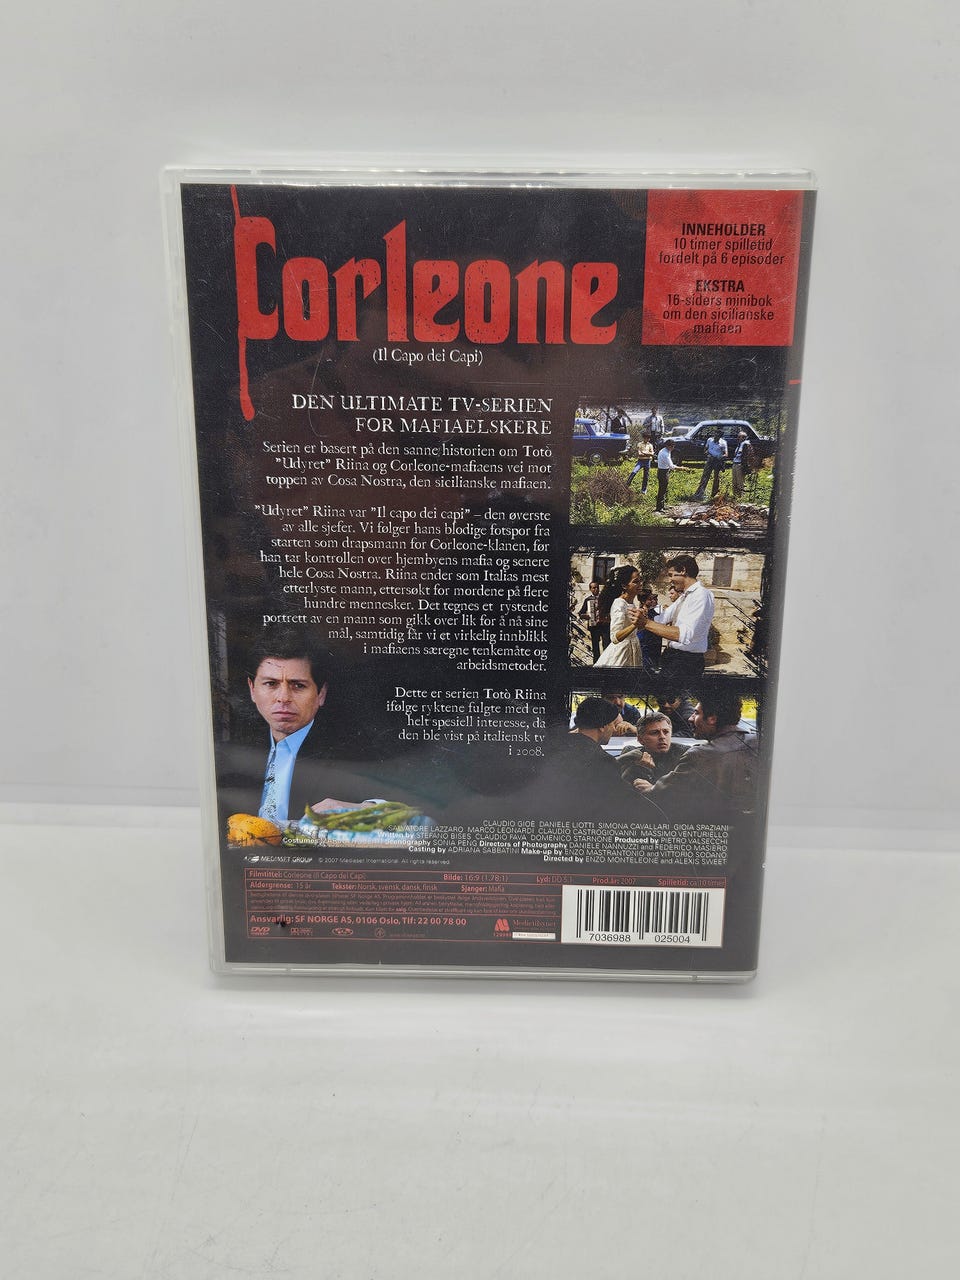 Corleone
(Il Capo dei Capi)
INNEHOLDER
10 timer spilletid
fordelt på 6 episoder
EKSTRA
16-siders minibok
om den sicilianske
mafiaen
DEN ULTIMATE TV-SERIEN
FOR MAFIAELSKERE
Serien er basert på den sanne historien om Totò
"Udyret" Riina og Corleone-mafiaens vei mot
toppen av Cosa Nostra, den sicilianske mafiaen.
"Udyret" Riina var "Il capo dei capi" – den øverste
av alle sjefer. Vi følger hans blodige fotspor fra
starten som drapsmann for Corleone-klanen, før
han tar kontrollen over hjembyens mafia og senere
hele Cosa Nostra. Riina ender som Italias mest
etterlyste mann, ettersøkt for mordene på flere
hundre mennesker. Det tegnes et rystende
portrett av en mann som gikk over lik for å nå sine
mål, samtidig får vi et virkelig innblikk
i mafiaens særegne tenkemåte og
arbeidsmetoder.
Dette er serien Totò Riina
ifølge ryktene fulgte med en
helt spesiell interesse, da
den ble vist på italiensk tv
i 2008.
CLAUDIO GIOÈ DANIELE LIOTTI SIMONA CAVALLARI GIOIA SPAZIANI
SALVATORE LAZZARO MARCO LEONARDI CLAUDIO CASTROGIOVANNI MASSIMO VENTURIELLO
Written by STEFANO BISES CLAUDIO FAVA DOMENICO STARNONE Produced by PIETRO VALSECCHI
Costumes SONIA PENG Directors of Photography DANIELE NANNUZZI and FEDERICO MASIERO
Casting by ADRIANA SABBATINI Make-up by ENZO MASTRANTONIO and VITTORIO SODANO
Directed by ENZO MONTELEONE and ALEXIS SWEET
MEDIASET GROUP © 2007 Mediaset International. All rights reserved.
Filmtittel: Corleone (Il Capo dei Capi) Bilde: 16:9 (1.78:1) Lyd: DD 5.1 Prod.år: 2007 Spilletid: ca 10 timer
Aldergrense: 15 år Tekster: Norsk, svensk, dansk, finsk Sjanger: Mafia
Ansvarlig: SF NORGE AS, 0106 Oslo, Tlf: 22 00 78 00
DVD
7036988 025004